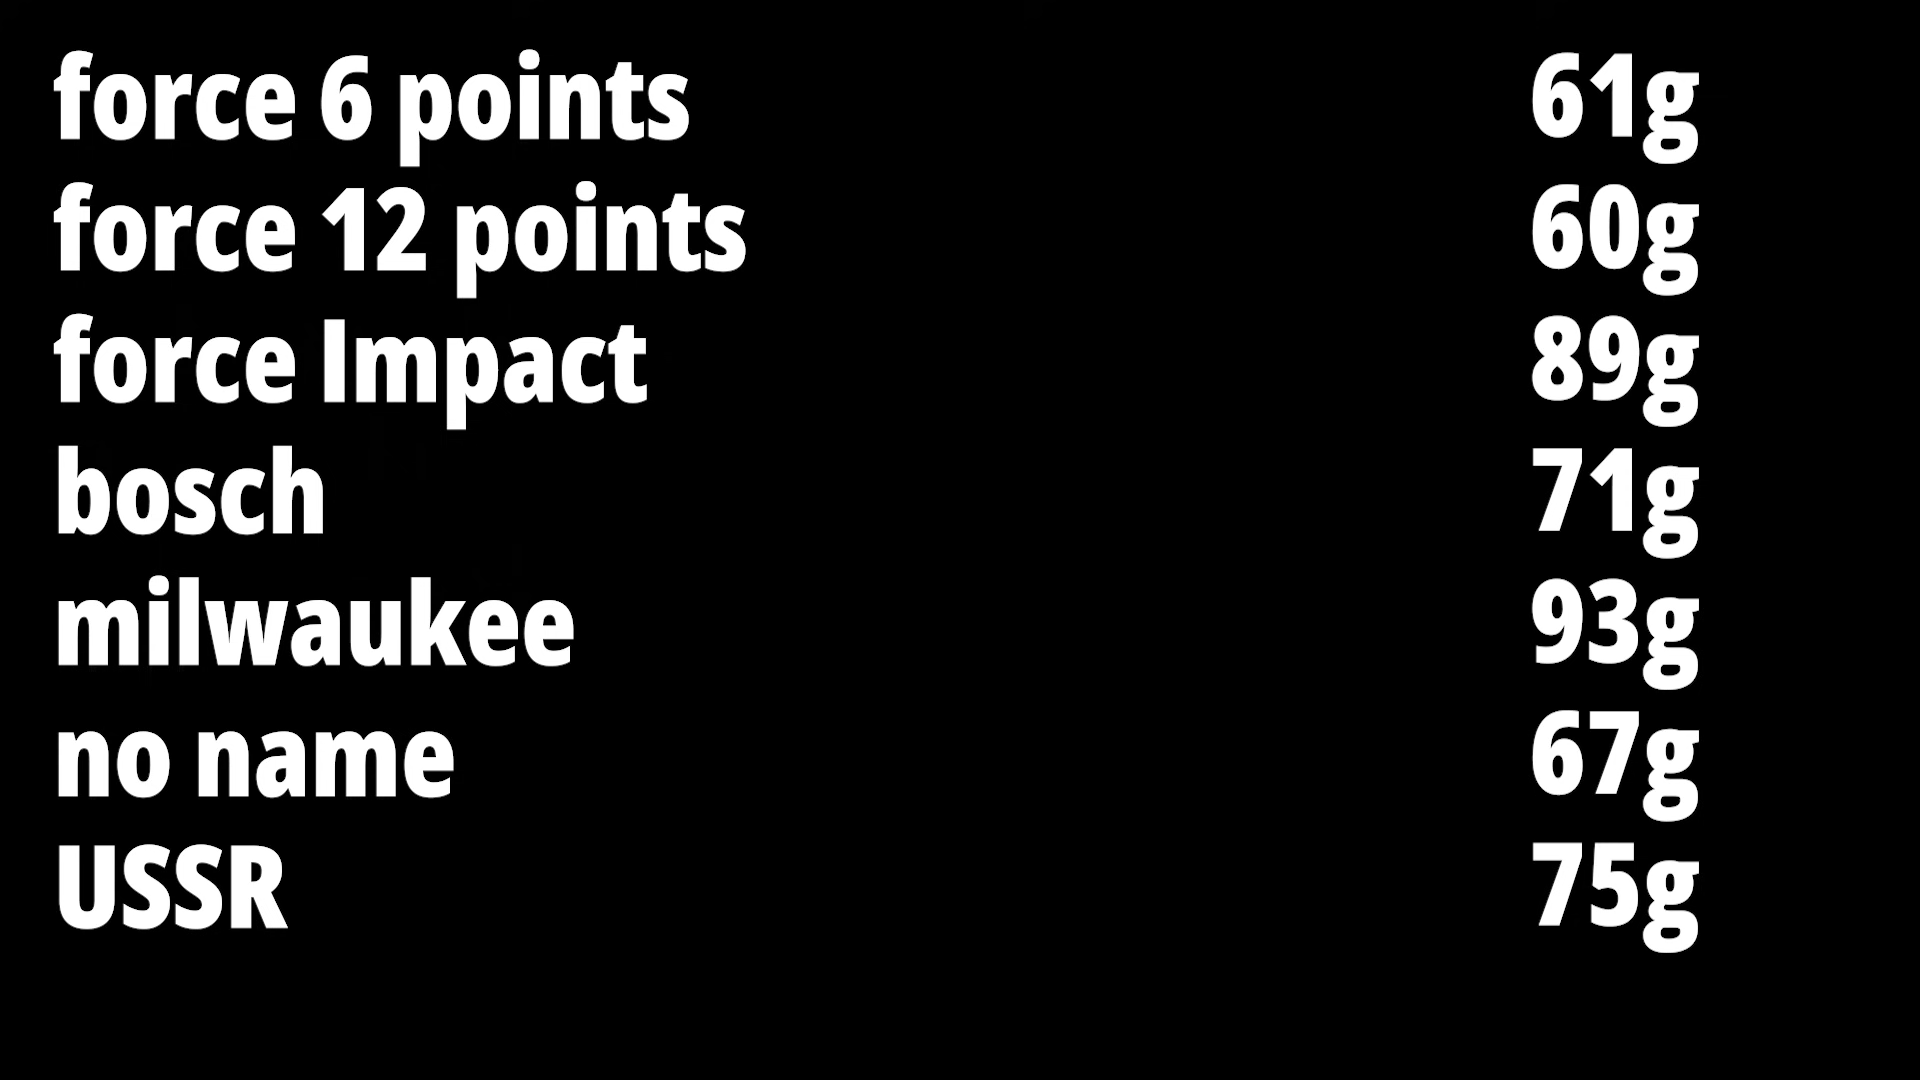 force 6 points 61g
force 12 points 60g
force Impact 89g
bosch 71g
milwaukee 93g
no name 67g
USSR 75g